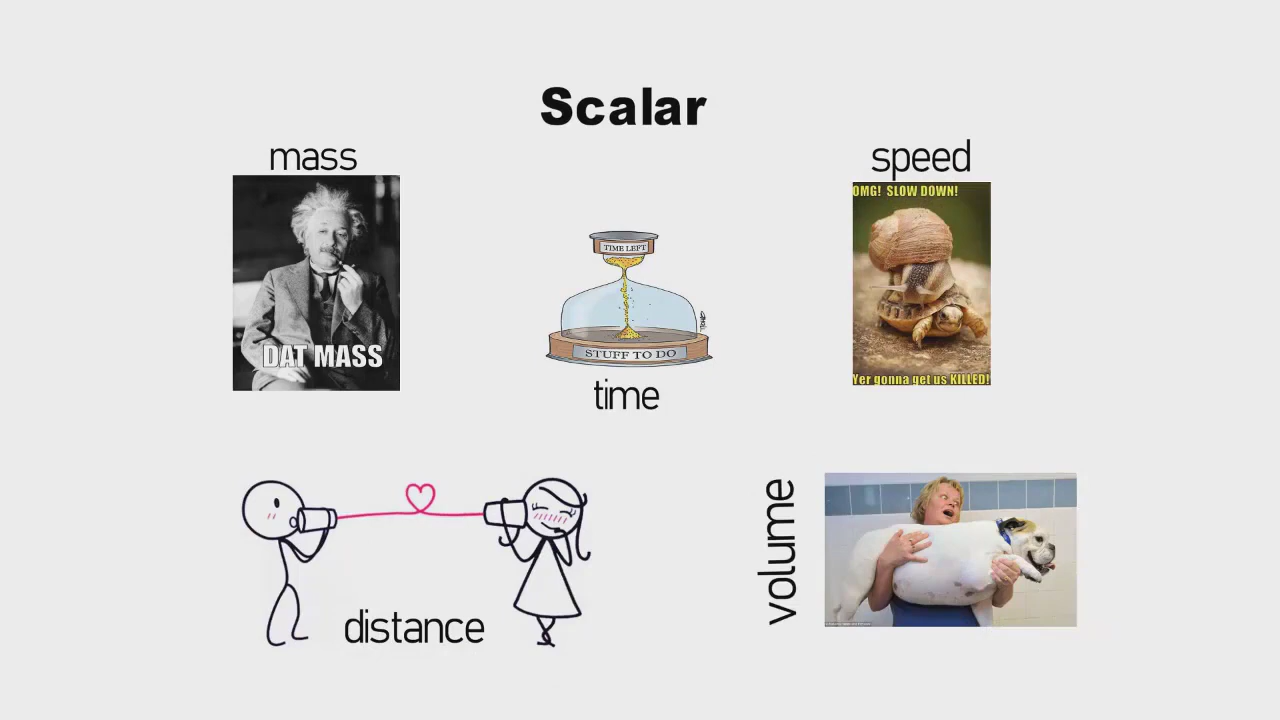 Scalar
mass
speed
DAT MASS
TIME LEFT
STUFF TO DO
time
OMG! SLOW DOWN!
Yer gonna get us KILLED!
distance
volume